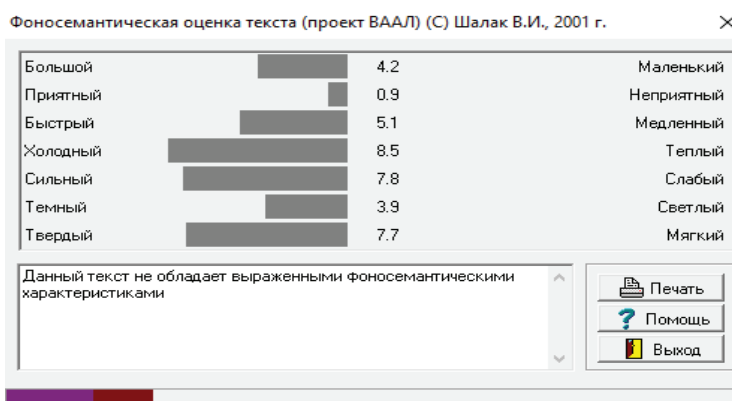 Фоносемантическая оценка текста (проект ВААЛ) (С) Шалак В.И., 2001 г.
Большой 4.2 Маленький
Приятный 0.9 Неприятный
Быстрый 5.1 Медленный
Холодный 8.5 Теплый
Сильный 7.8 Слабый
Темный 3.9 Светлый
Твердый 7.7 Мягкий
Данный текст не обладает выраженными фоносемантическими
характеристиками
Печать
Помощь
Выход